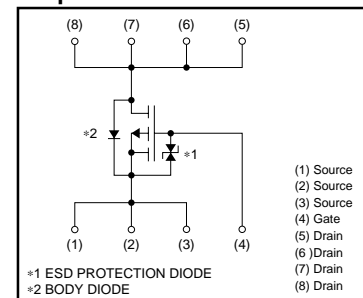 (8) (7) (6) (5)
∗2
∗1
(1) Source
(2) Source
(3) Source
(4) Gate
(5) Drain
(6 )Drain
(7) Drain
(8) Drain
(1) (2) (3) (4)
∗1 ESD PROTECTION DIODE
∗2 BODY DIODE